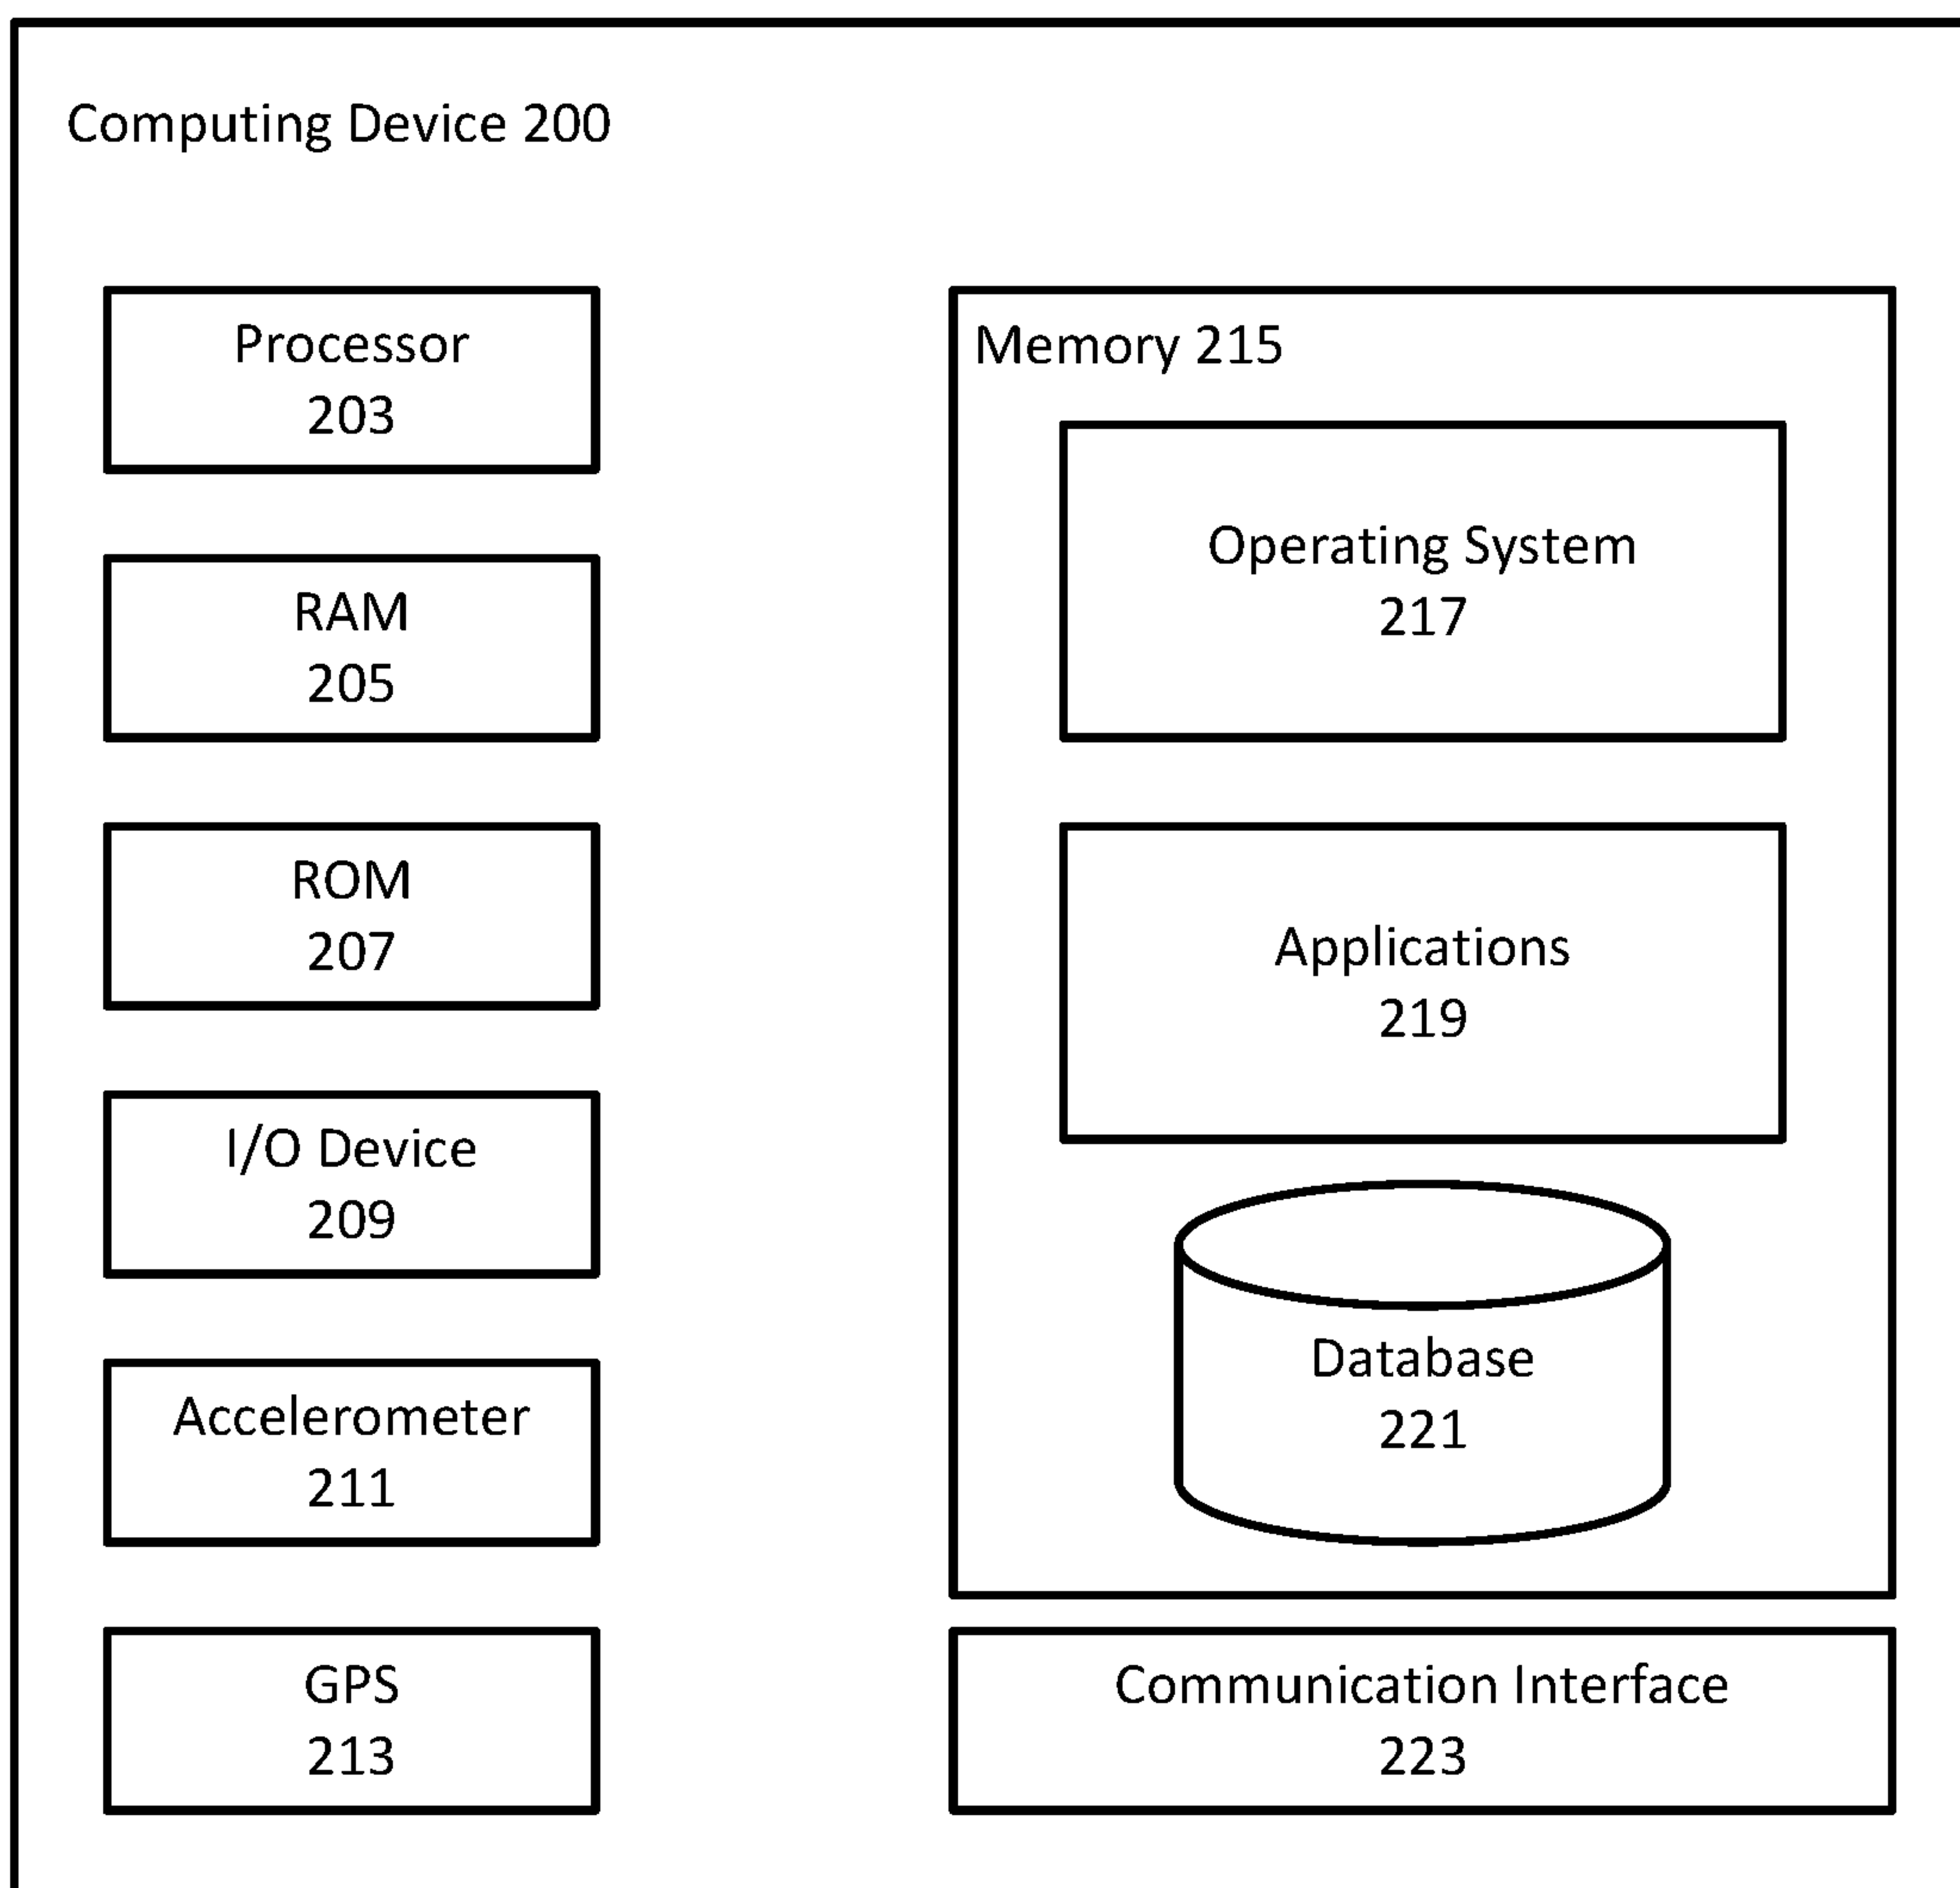 Computing Device 200
Processor
203
RAM
205
ROM
207
I/O Device
209
Accelerometer
211
GPS
213
Memory 215
Operating System
217
Applications
219
Database
221
Communication Interface
223